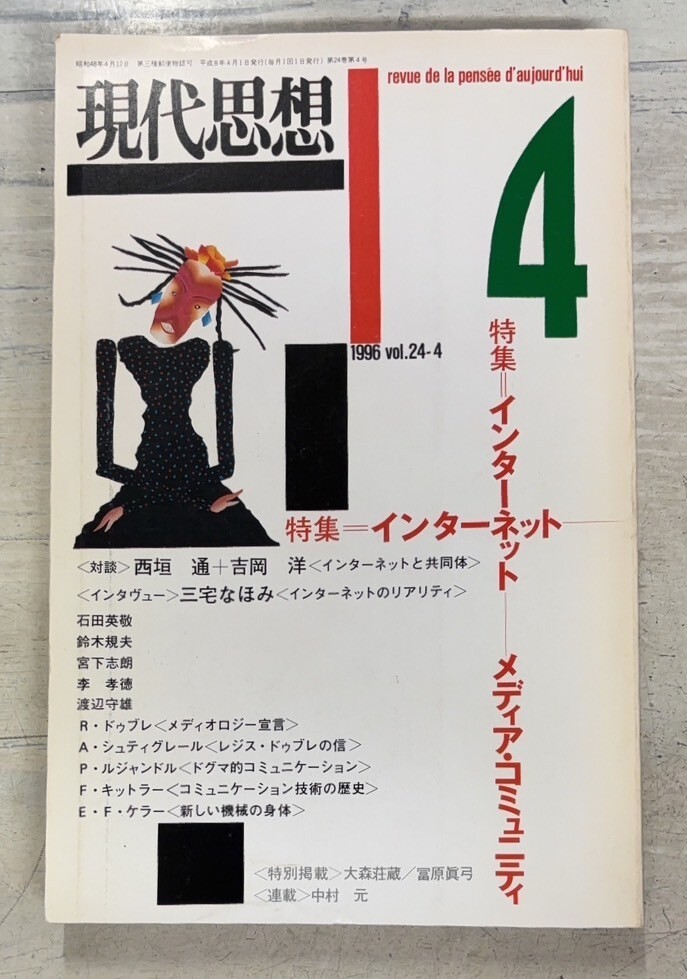 昭和48年4月12日 第三種郵便物認可 平成8年4月1日発行(毎月1回1日発行) 第24巻第4号
revue de la pensée d'aujourd'hui
現代思想
4
1996 vol.24-4
特集=インターネット
特集=インターネット──メディア・コミュニティ
〈対談〉西垣 通+吉岡 洋〈インターネットと共同体〉
〈インタヴュー〉三宅なほみ〈インターネットのリアリティ〉
石田英敬
鈴木規夫
宮下志朗
李 孝徳
渡辺守雄
R・ドゥブレ〈メディオロジー宣言〉
A・シュティグレール〈レジス・ドゥブレの信〉
P・ルジャンドル〈ドグマ的コミュニケーション〉
F・キットラー〈コミュニケーション技術の歴史〉
E・F・ケラー〈新しい機械の身体〉
〈特別掲載〉大森荘蔵/冨原眞弓
〈連載〉中村 元